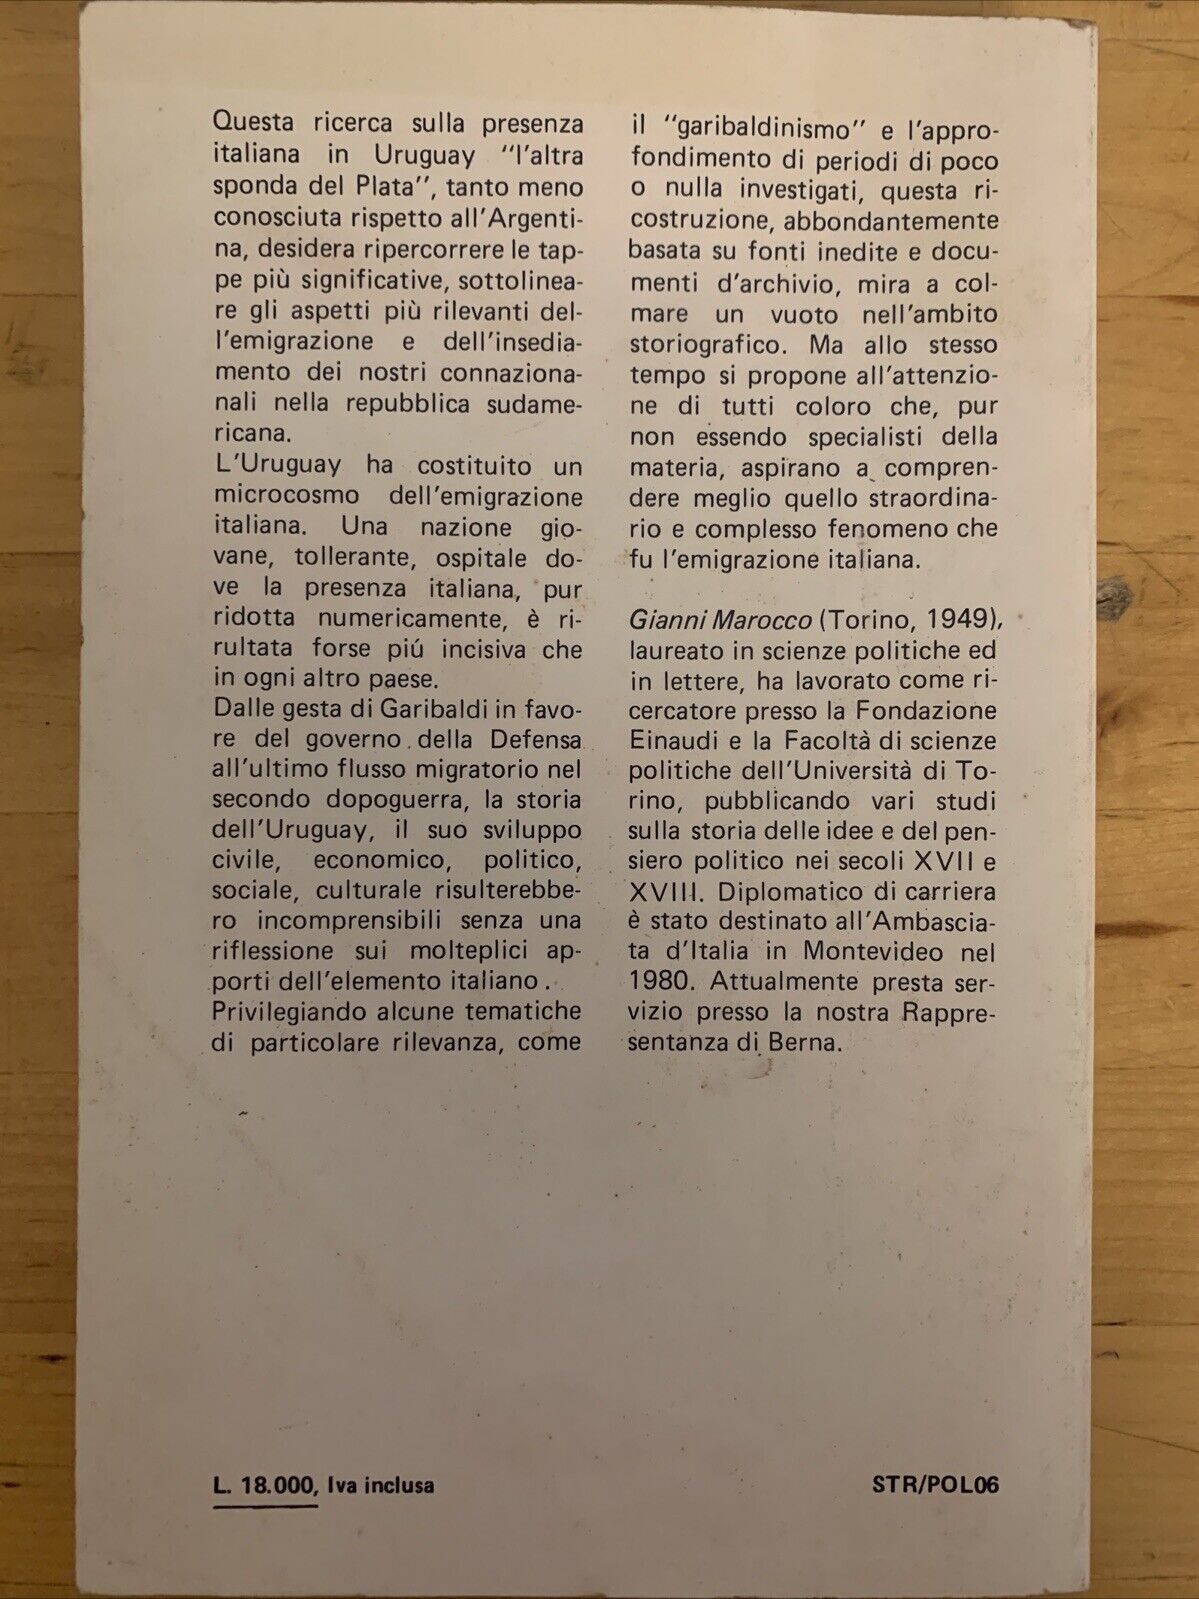 Questa ricerca sulla presenza
italiana in Uruguay "l'altra
sponda del Plata", tanto meno
conosciuta rispetto all'Argenti-
na, desidera ripercorrere le tap-
pe più significative, sottolinea-
re gli aspetti più rilevanti del-
l'emigrazione e dell'insedia-
mento dei nostri conna­ziona-
nali nella repubblica sudame-
ricana.
L'Uruguay ha costituito un
microcosmo dell'emigrazione
italiana. Una nazione gio-
vane, tollerante, ospitale do-
ve la presenza italiana, pur
ridotta numericamente, è ri-
rultata forse piú incisiva che
in ogni altro paese.
Dalle gesta di Garibaldi in favo-
re del governo della Defensa
all'ultimo flusso migratorio nel
secondo dopoguerra, la storia
dell'Uruguay, il suo sviluppo
civile, economico, politico,
sociale, culturale risulterebbe-
ro incomprensibili senza una
riflessione sui molteplici ap-
porti dell'elemento italiano.
Privilegiando alcune tematiche
di particolare rilevanza, come
il "garibaldinismo" e l'appro-
fondimento di periodi di poco
o nulla investigati, questa ri-
costruzione, abbondantemente
basata su fonti inedite e docu-
menti d'archivio, mira a col-
mare un vuoto nell'ambito
storiografico. Ma allo stesso
tempo si propone all'attenzio-
ne di tutti coloro che, pur
non essendo specialisti della
materia, aspirano a compren-
dere meglio quello straordina-
rio e complesso fenomeno che
fu l'emigrazione italiana.
Gianni Marocco (Torino, 1949),
laureato in scienze politiche ed
in lettere, ha lavorato come ri-
cercatore presso la Fondazione
Einaudi e la Facoltà di scienze
politiche dell'Università di To-
rino, pubblicando vari studi
sulla storia delle idee e del pen-
siero politico nei secoli XVII e
XVIII. Diplomatico di carriera
è stato destinato all'Ambascia-
ta d'Italia in Montevideo nel
1980. Attualmente presta ser-
vizio presso la nostra Rappre-
sentanza di Berna.
L. 18.000, Iva inclusa
STR/POL06